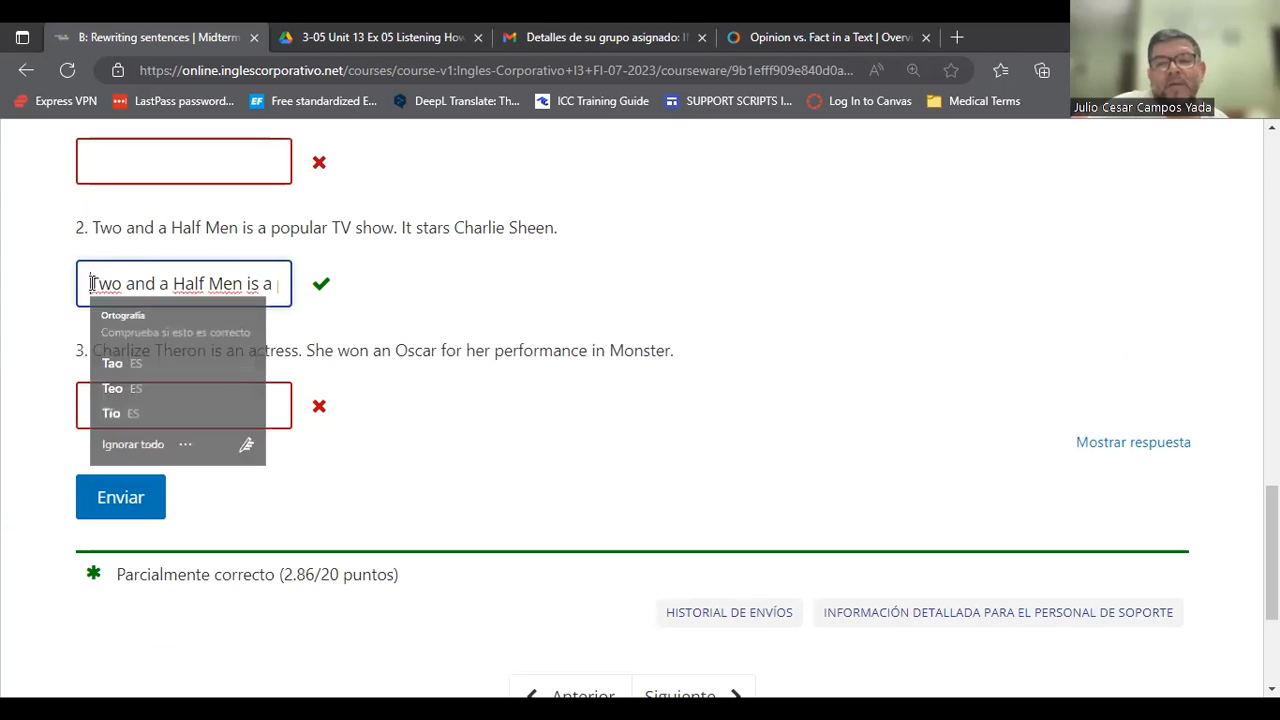 B: Rewriting sentences | Midterm
3-05 Unit 13 Ex 05 Listening How
Detalles de su grupo asignado: I
Opinion vs. Fact in a Text | Overvi
https://online.inglescorporativo.net/courses/course-v1:Ingles-Corporativo+I3+FI-07-2023/courseware/9b1efff909e840d0a...
Express VPN
LastPass password...
Free standardized E...
DeepL Translate: Th...
ICC Training Guide
SUPPORT SCRIPTS I...
Log In to Canvas
Medical Terms
Julio Cesar Campos Yada
2. Two and a Half Men is a popular TV show. It stars Charlie Sheen.
Two and a Half Men is a
Ortografía
Comprueba si esto es correcto
3. Charlize Theron is an actress. She won an Oscar for her performance in Monster.
Tao ES
Teo ES
Tío ES
Ignorar todo ...
Mostrar respuesta
Enviar
Parcialmente correcto (2.86/20 puntos)
HISTORIAL DE ENVÍOS
INFORMACIÓN DETALLADA PARA EL PERSONAL DE SOPORTE
Anterior
Siguiente